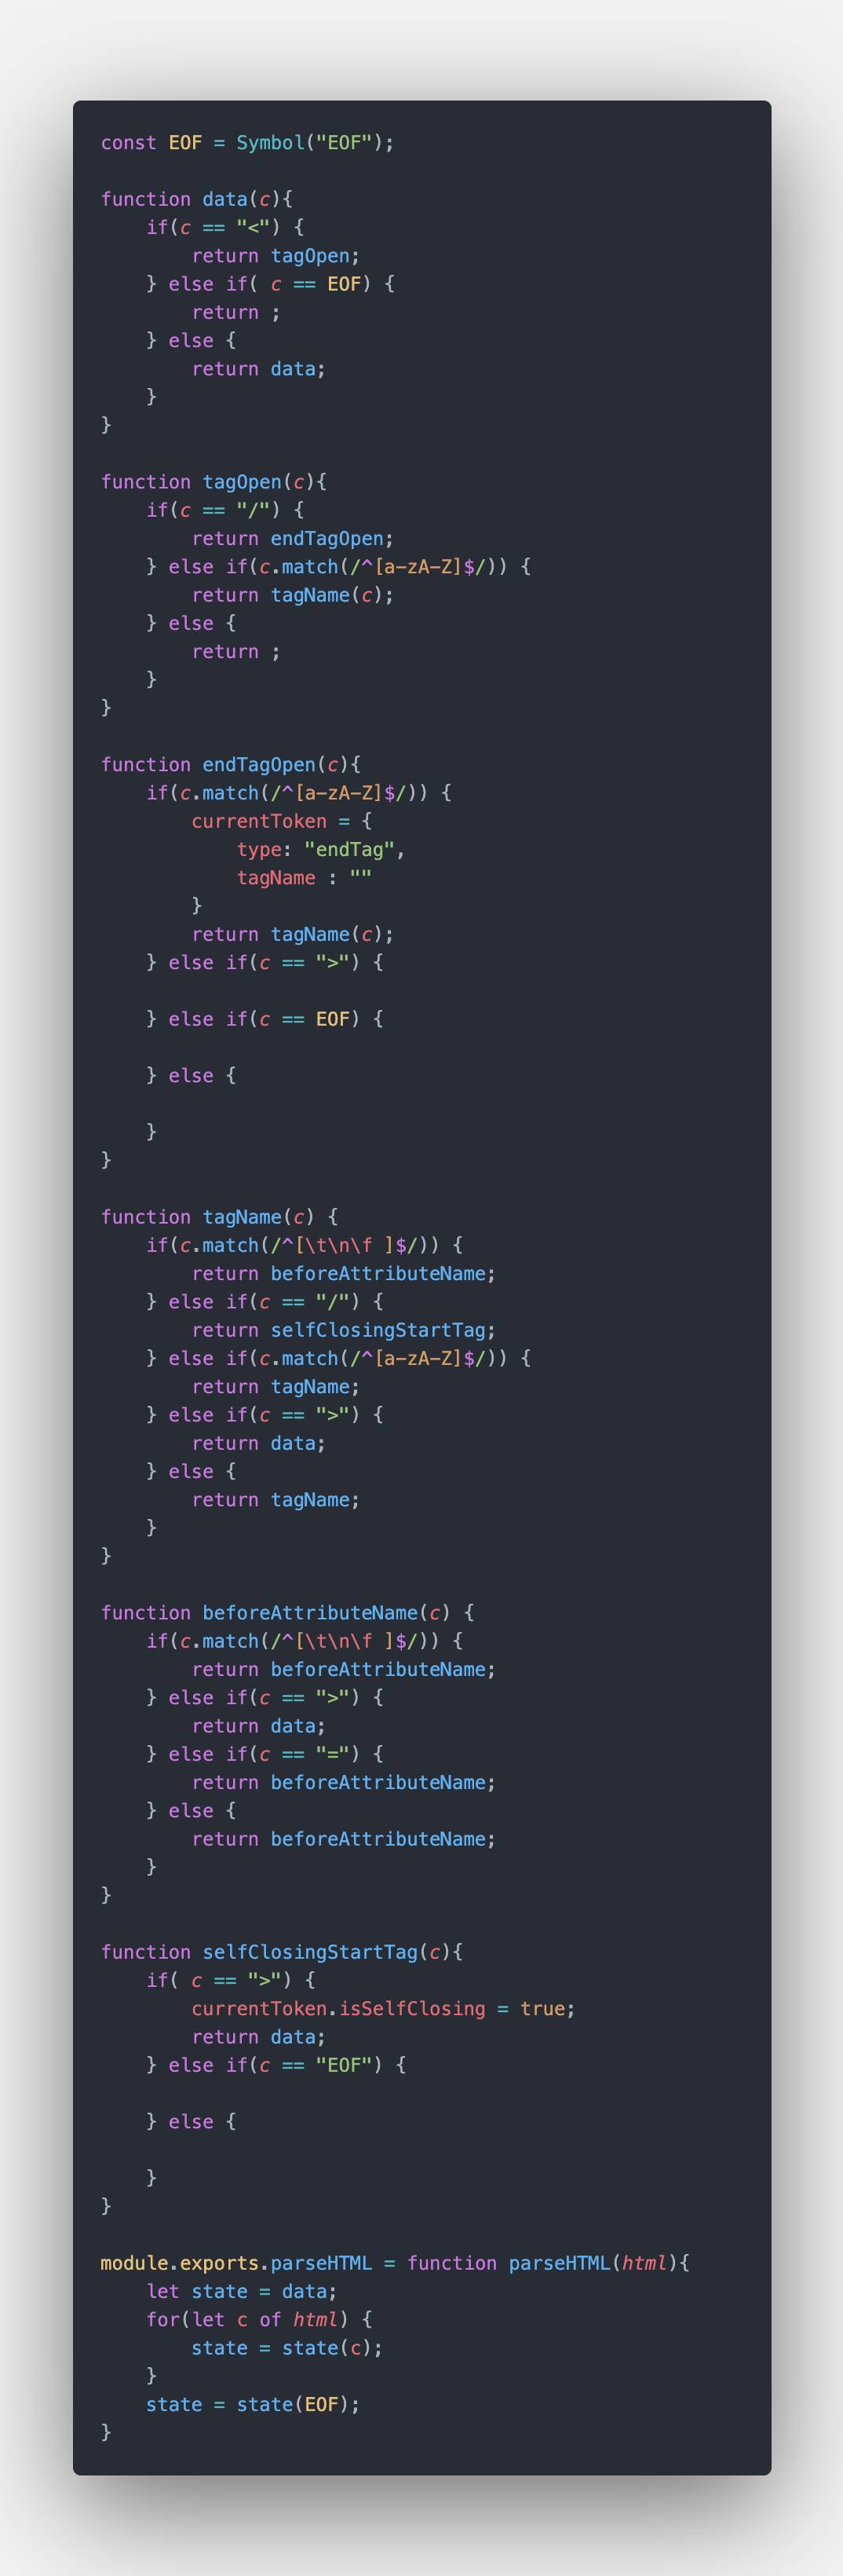 const EOF = Symbol("EOF");

function data(c){
    if(c == "<") {
        return tagOpen;
    } else if( c == EOF) {
        return ;
    } else {
        return data;
    }
}

function tagOpen(c){
    if(c == "/") {
        return endTagOpen;
    } else if(c.match(/^[a-zA-Z]$/)) {
        return tagName(c);
    } else {
        return ;
    }
}

function endTagOpen(c){
    if(c.match(/^[a-zA-Z]$/)) {
        currentToken = {
            type: "endTag",
            tagName : ""
        }
        return tagName(c);
    } else if(c == ">") {

    } else if(c == EOF) {

    } else {

    }
}

function tagName(c) {
    if(c.match(/^[\t\n\f ]$/)) {
        return beforeAttributeName;
    } else if(c == "/") {
        return selfClosingStartTag;
    } else if(c.match(/^[a-zA-Z]$/)) {
        return tagName;
    } else if(c == ">") {
        return data;
    } else {
        return tagName;
    }
}

function beforeAttributeName(c) {
    if(c.match(/^[\t\n\f ]$/)) {
        return beforeAttributeName;
    } else if(c == ">") {
        return data;
    } else if(c == "=") {
        return beforeAttributeName;
    } else {
        return beforeAttributeName;
    }
}

function selfClosingStartTag(c){
    if( c == ">") {
        currentToken.isSelfClosing = true;
        return data;
    } else if(c == "EOF") {

    } else {

    }
}

module.exports.parseHTML = function parseHTML(html){
    let state = data;
    for(let c of html) {
        state = state(c);
    }
    state = state(EOF);
}